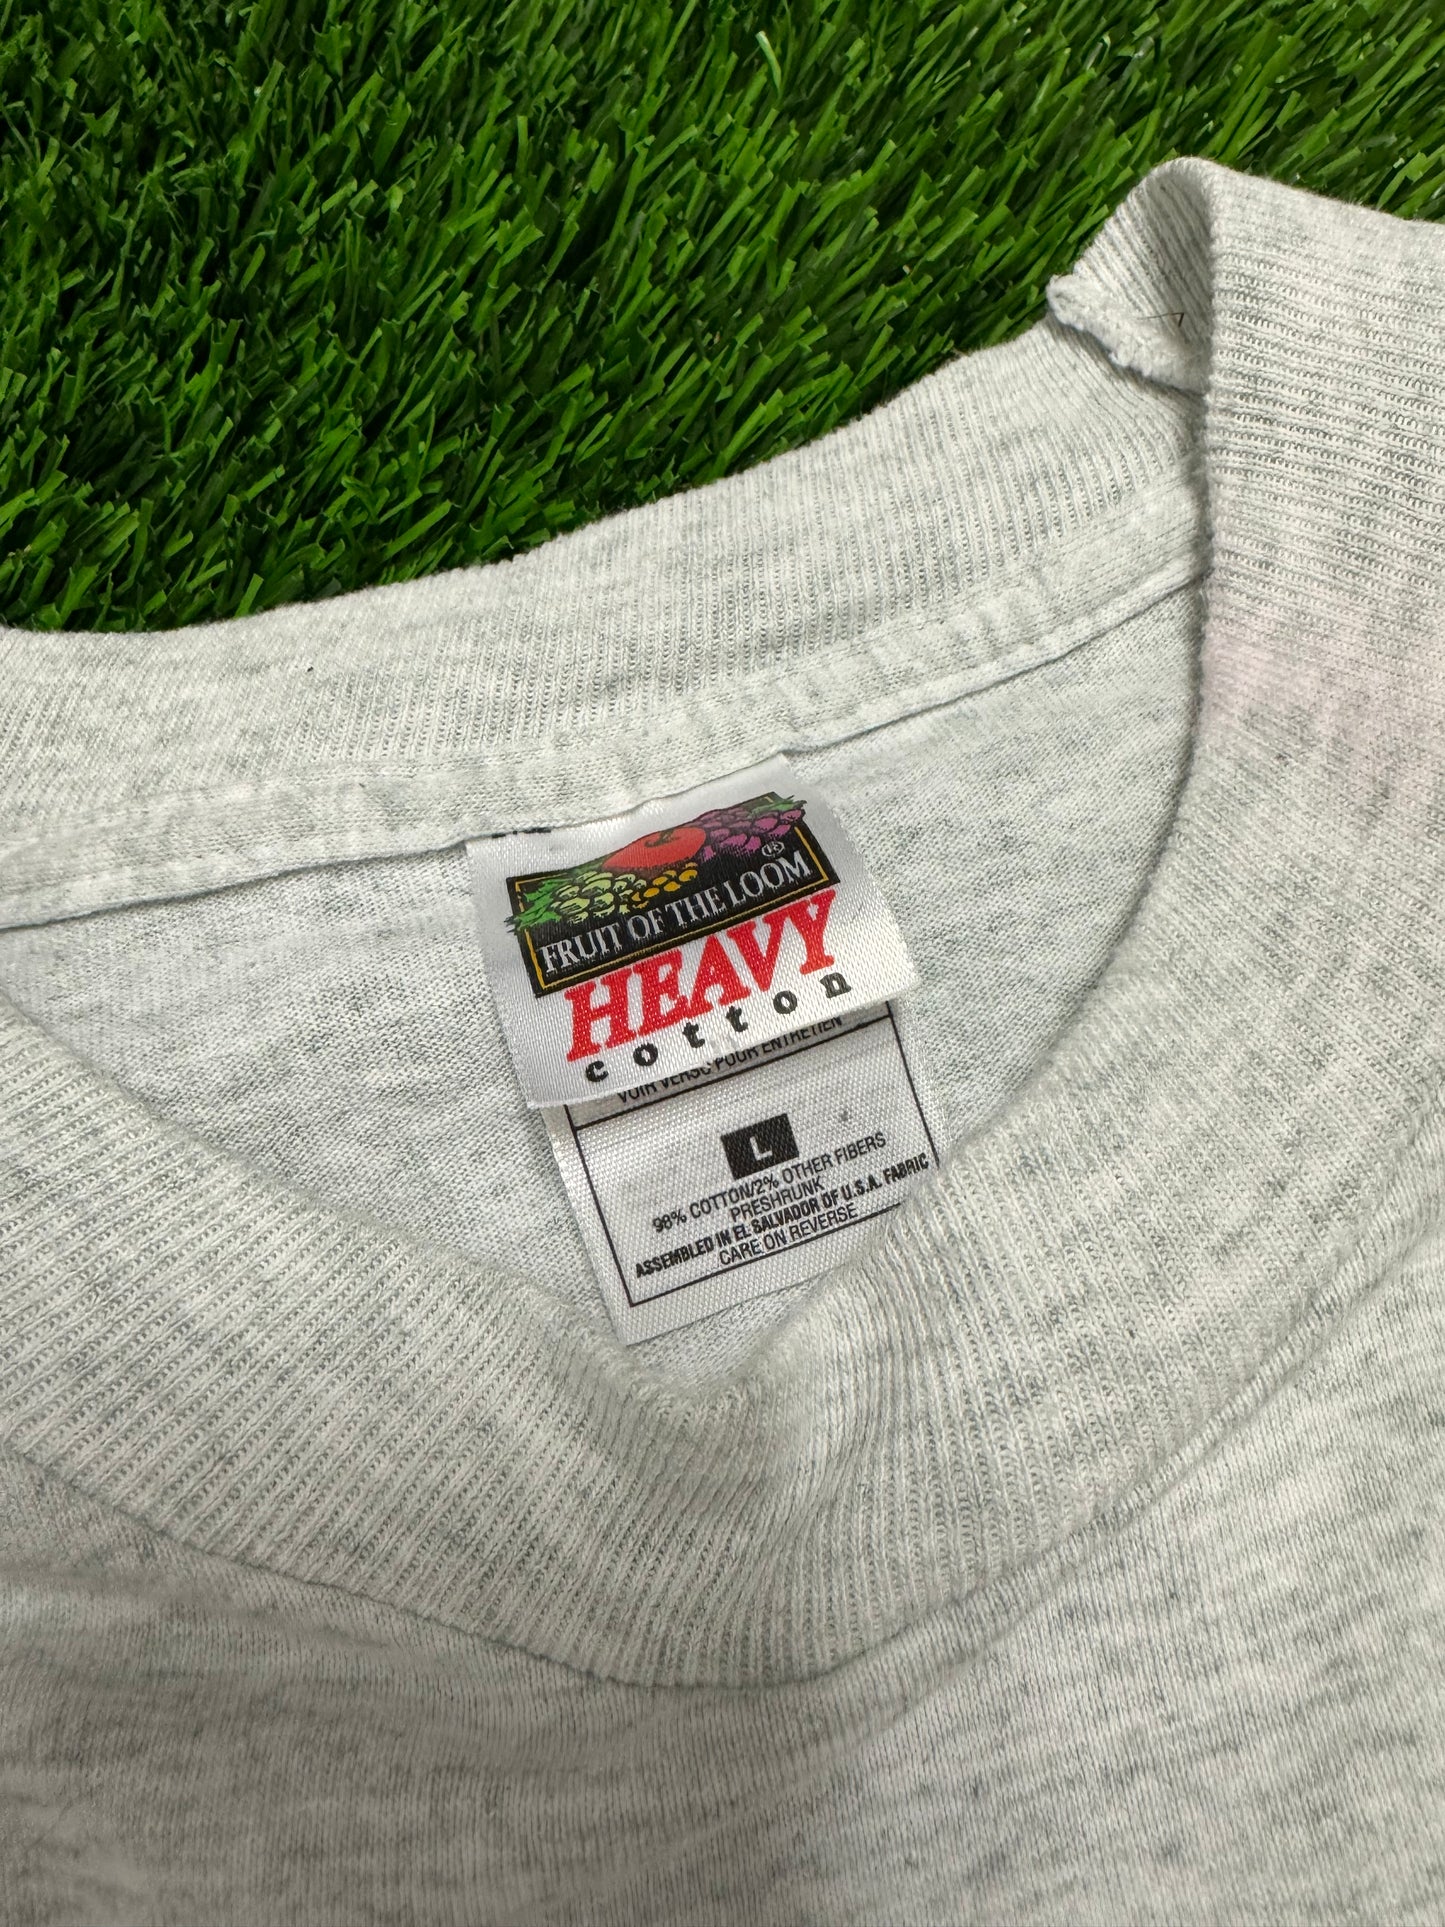 FRUIT OF THE LOOM ®
HEAVY
cotton
VOIR VERSO POUR ENTRETIEN
L
98% COTTON/2% OTHER FIBERS
PRESHRUNK
ASSEMBLED IN EL SALVADOR OF U.S.A. FABRIC
CARE ON REVERSE